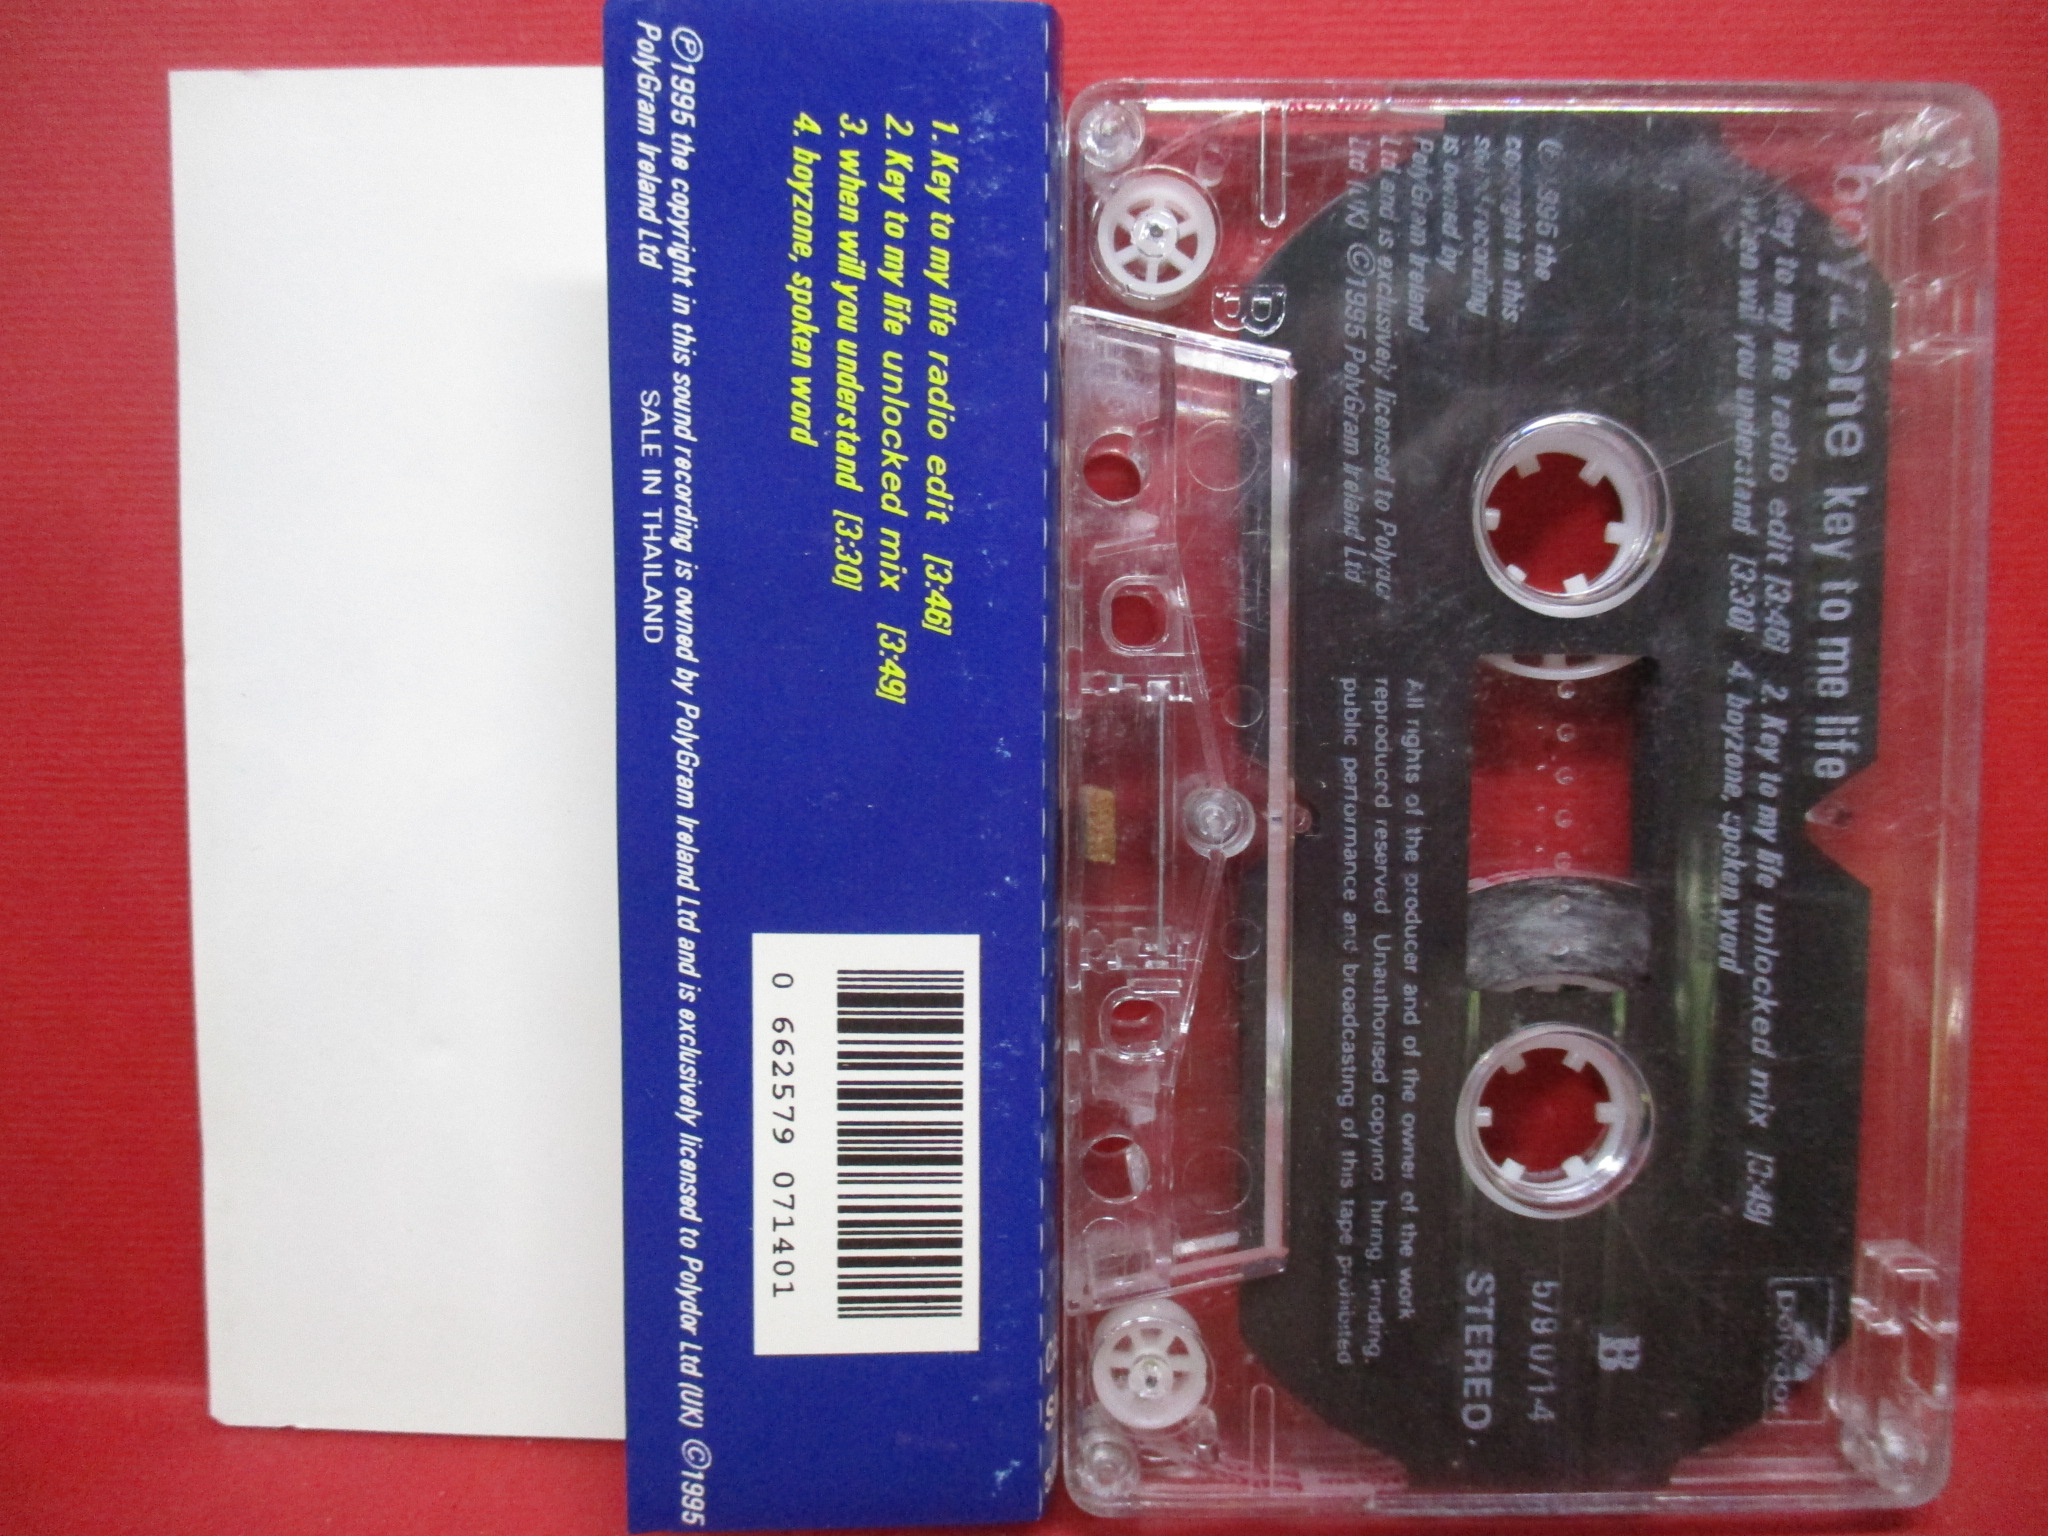 1. Key to my life radio edit [3:46]
2. Key to my life unlocked mix [3:49]
3. when will you understand [3:30]
4. boyzone, spoken word
0 662579 071401
Ⓟ1995 the copyright in this sound recording is owned by PolyGram Ireland Ltd and is exclusively licensed to Polydor Ltd (UK) ©1995
PolyGram Ireland Ltd
SALE IN THAILAND
boyzone key to me life
Key to my life radio edit [3:46] 2. Key to my life unlocked mix [3:49]
when will you understand [3:30] 4. boyzone, spoken word
Polydor
B
STEREO.
1995 the
copyright in this
sound recording
is owned by
PolyGram Ireland
Ltd and is exclusively licensed to Polydor
Ltd (UK) ©1995 PolyGram Ireland Ltd
All rights of the producer and of the owner of the work
reproduced reserved Unauthorised copying hiring, lending,
public performance and broadcasting of this tape prohibited